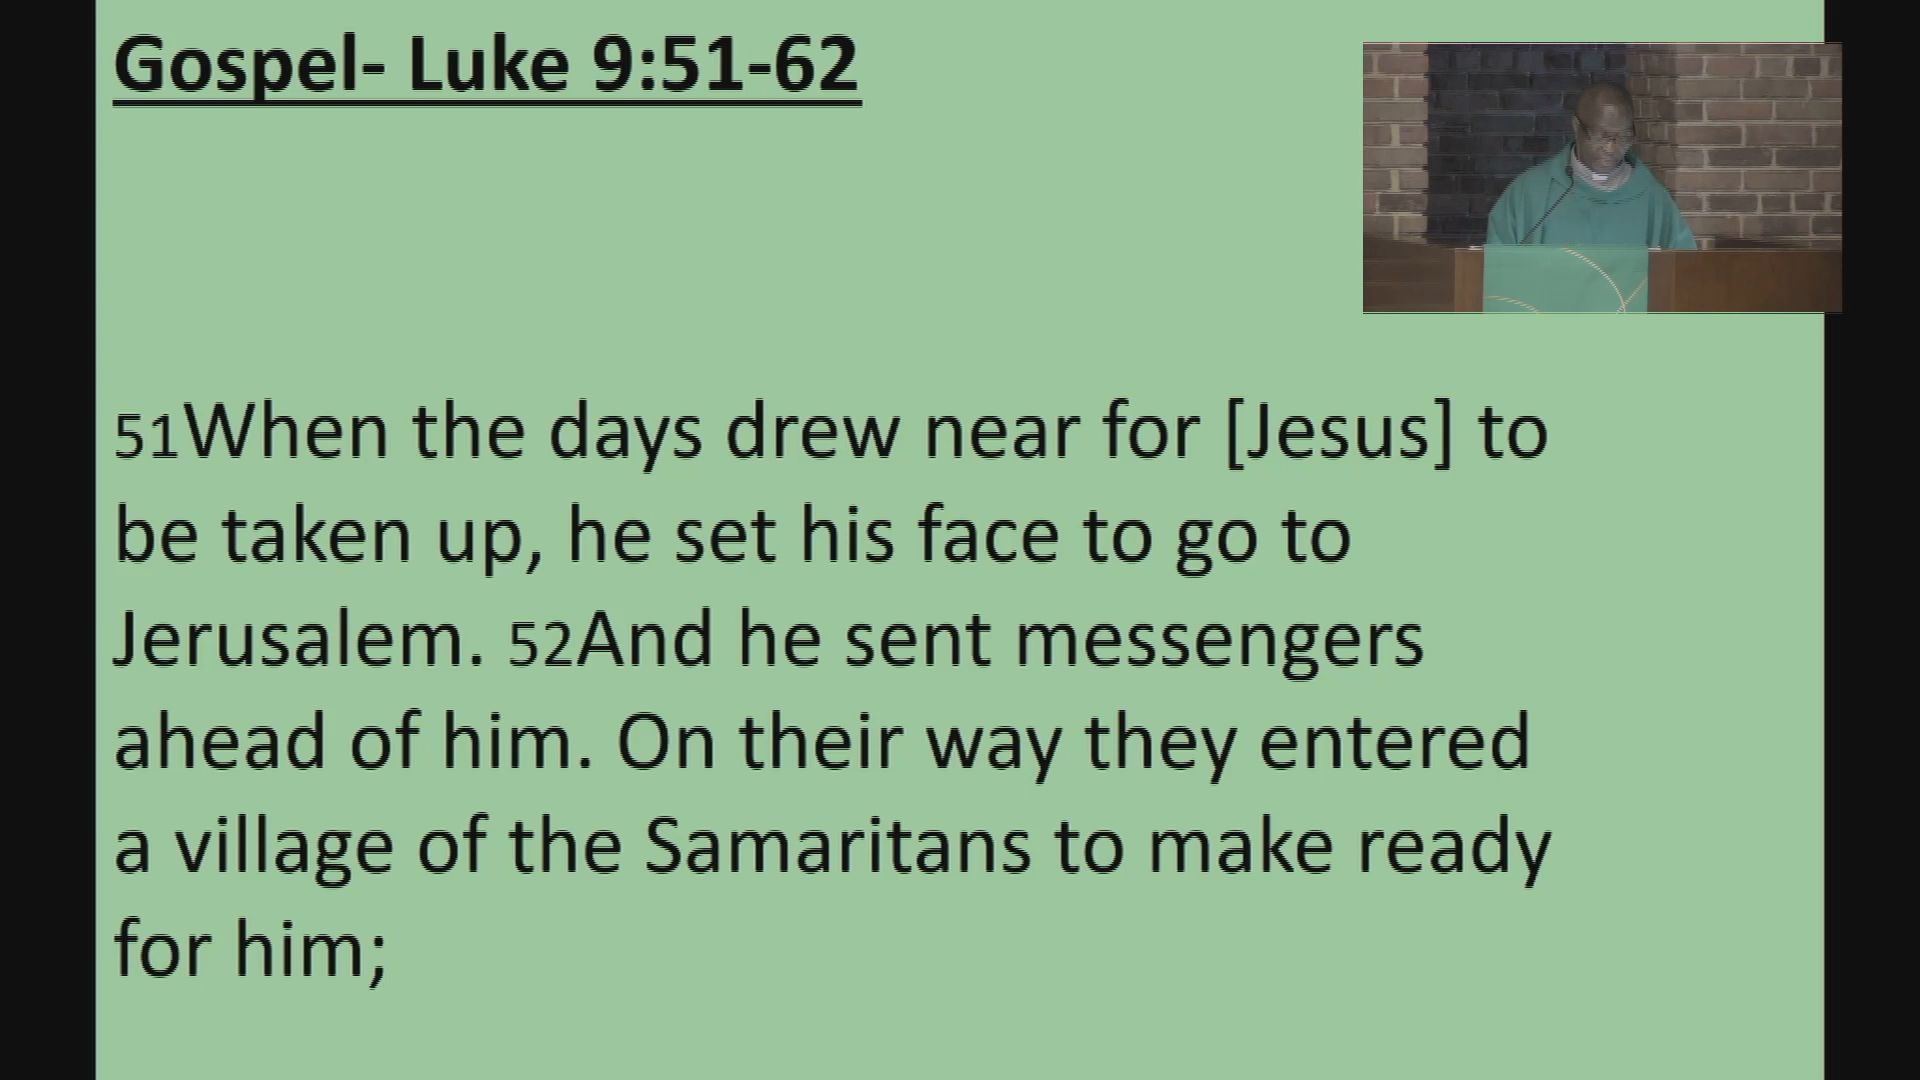 Gospel- Luke 9:51-62
51When the days drew near for [Jesus] to
be taken up, he set his face to go to
Jerusalem. 52And he sent messengers
ahead of him. On their way they entered
a village of the Samaritans to make ready
for him;